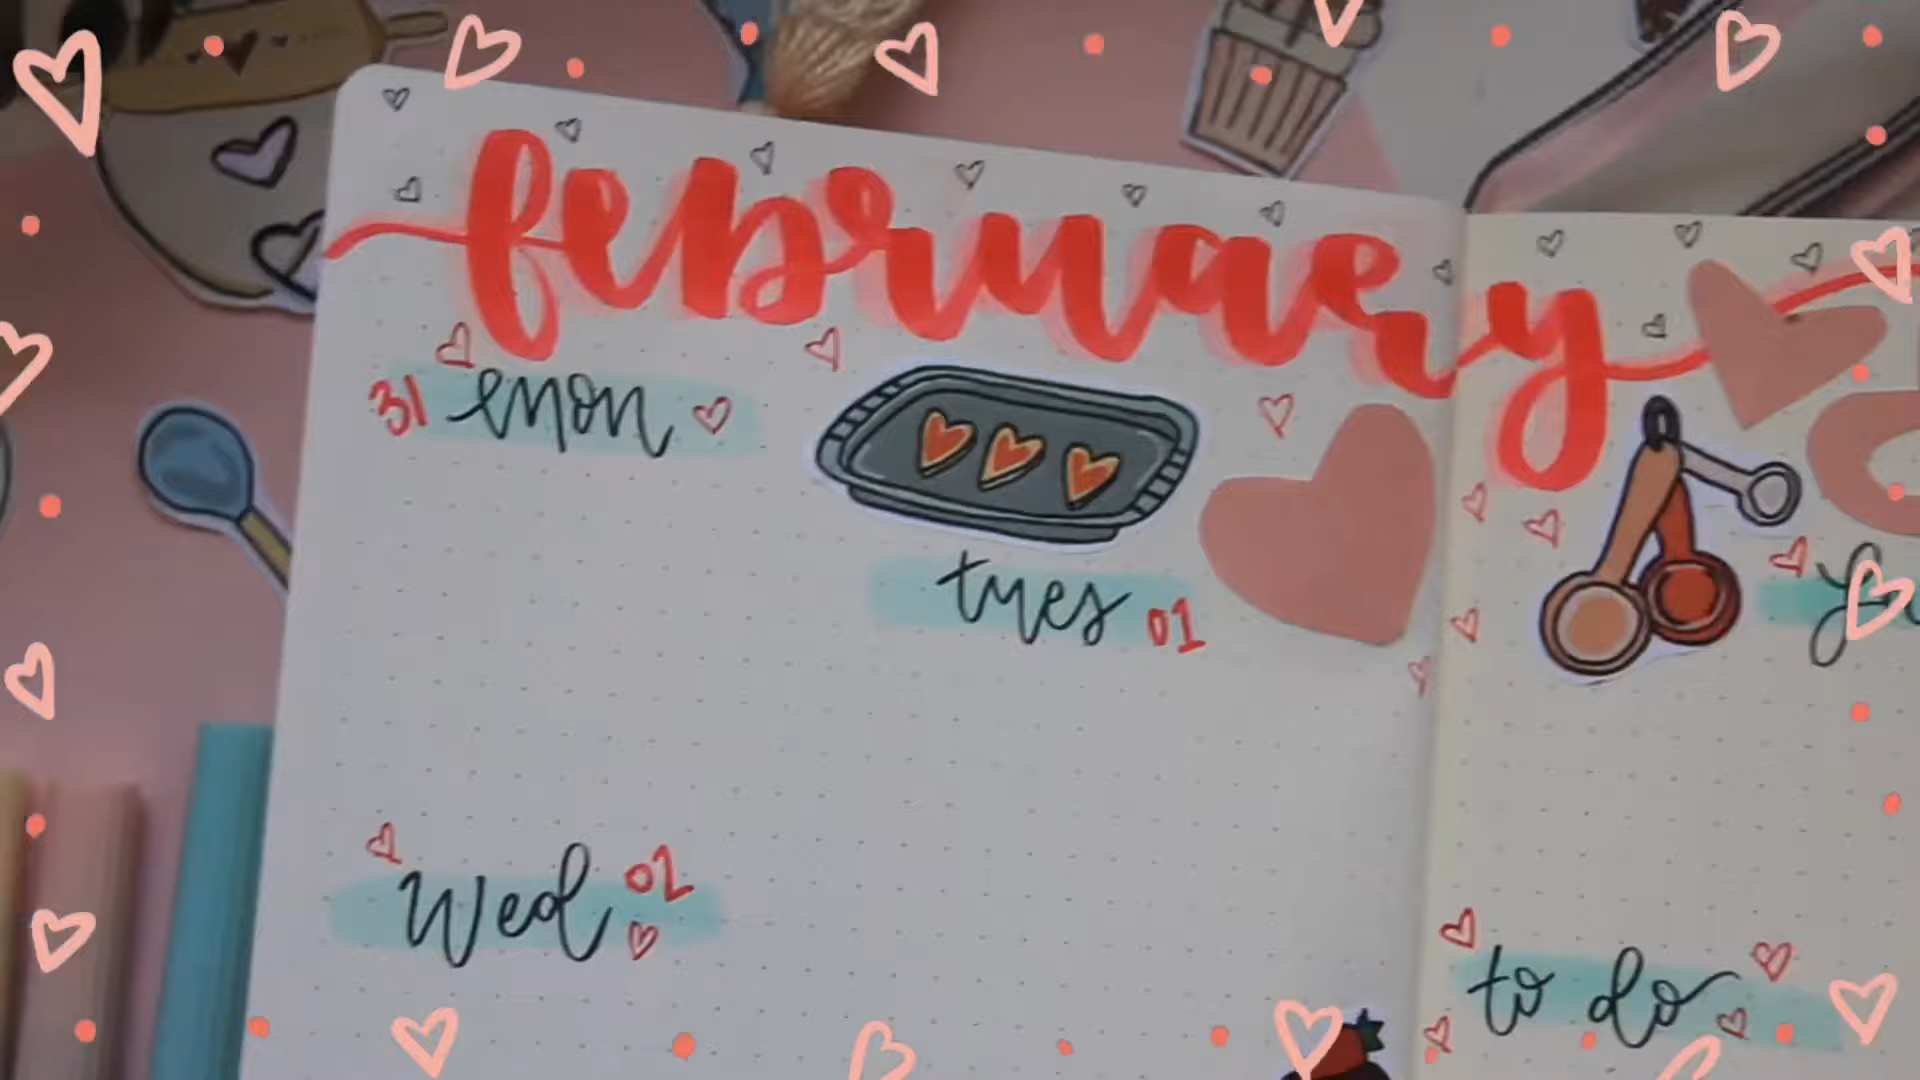 february
31 mon
tues 01
wed 02
to do